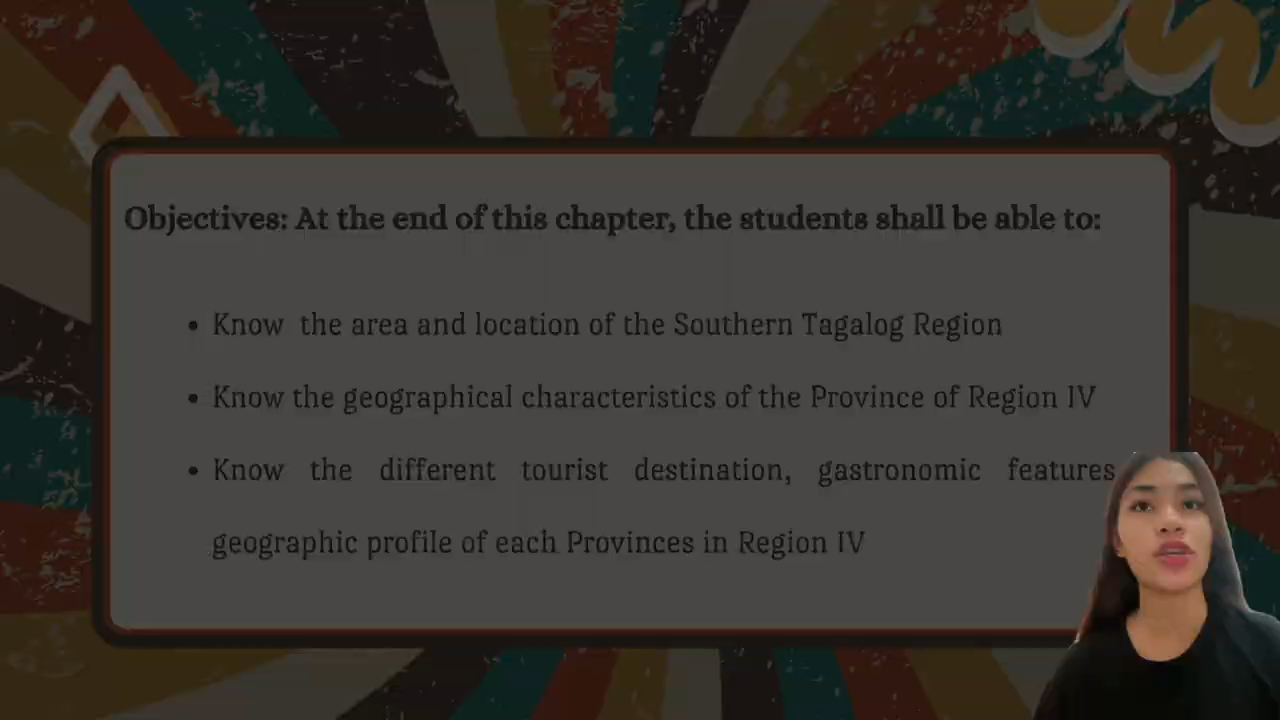 Objectives: At the end of this chapter, the students shall be able to:
• Know the area and location of the Southern Tagalog Region
• Know the geographical characteristics of the Province of Region IV
• Know the different tourist destination, gastronomic features
geographic profile of each Provinces in Region IV